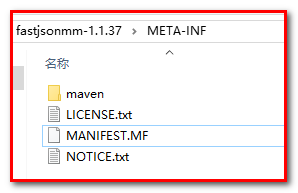 fastjsonmm-1.1.37 > META-INF
名称
maven
LICENSE.txt
MANIFEST.MF
NOTICE.txt